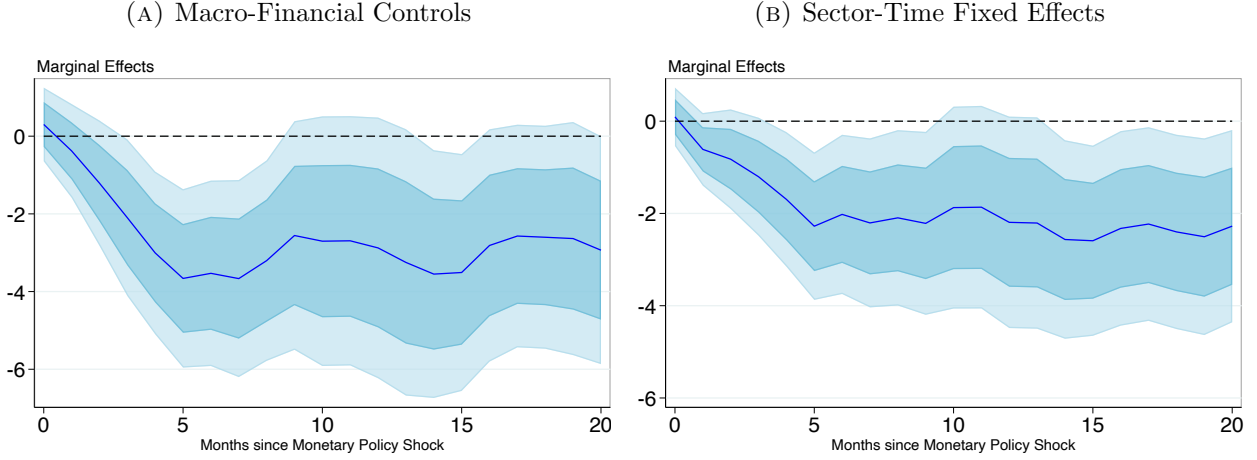 (A) Macro-Financial Controls
Marginal Effects
0
-2
-4
-6
0 5 10 15 20
Months since Monetary Policy Shock
(B) Sector-Time Fixed Effects
Marginal Effects
0
-2
-4
-6
0 5 10 15 20
Months since Monetary Policy Shock